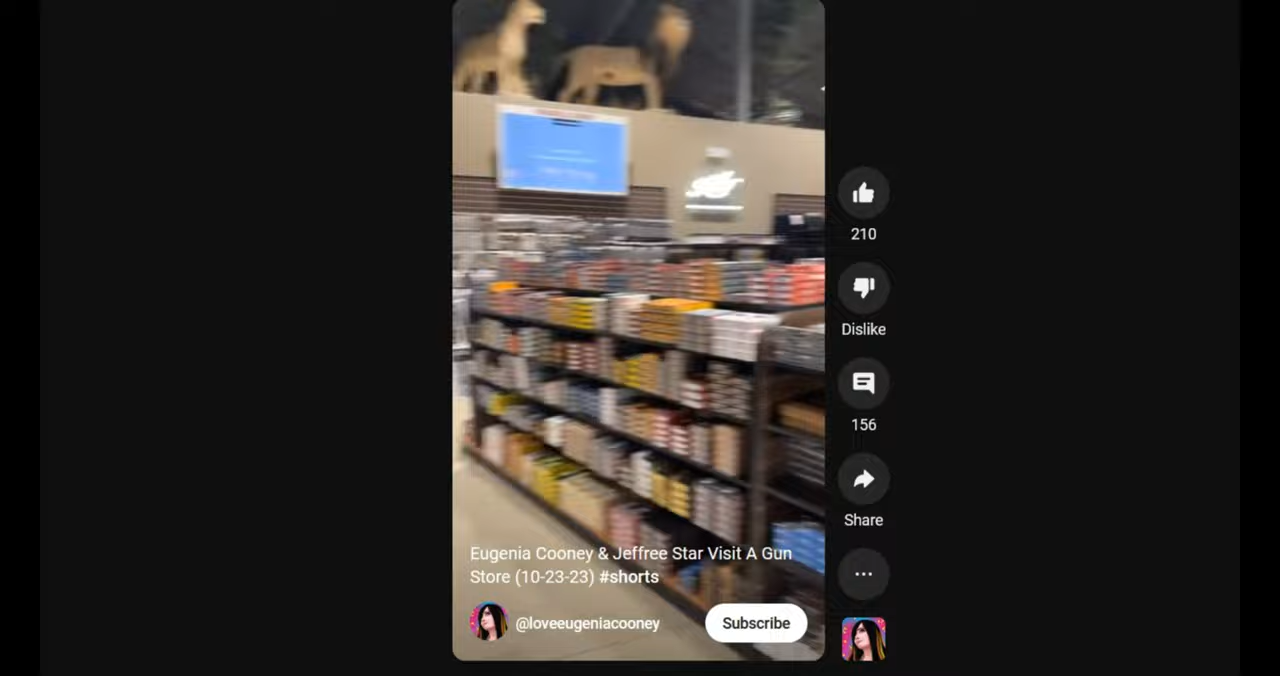 210
Dislike
156
Share
Eugenia Cooney & Jeffree Star Visit A Gun
Store (10-23-23) #shorts
@loveeugeniacooney
Subscribe